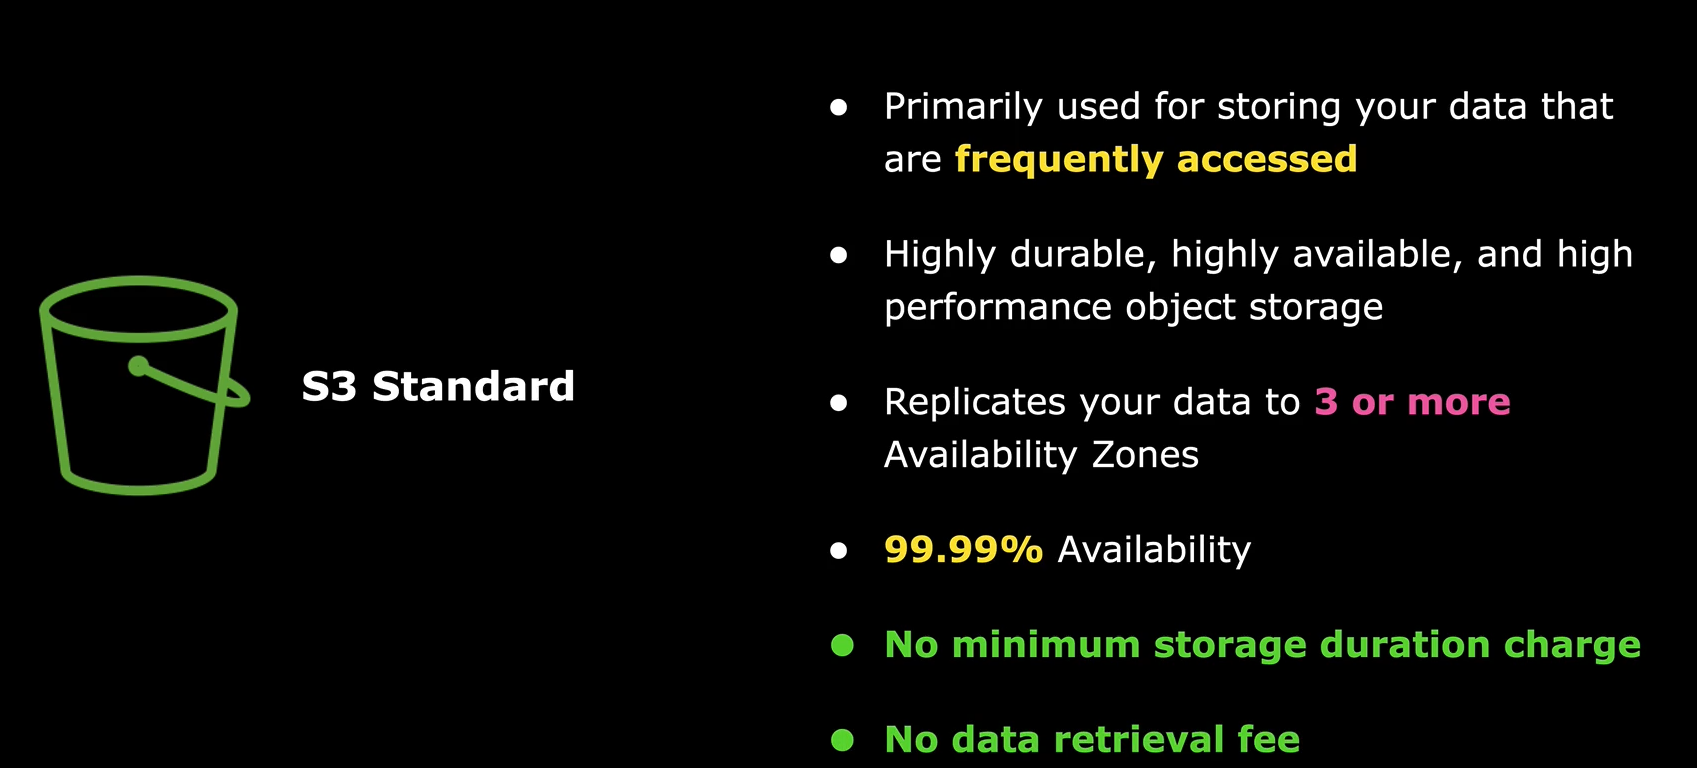 S3 Standard
● Primarily used for storing your data that
are frequently accessed
● Highly durable, highly available, and high
performance object storage
● Replicates your data to 3 or more
Availability Zones
● 99.99% Availability
● No minimum storage duration charge
● No data retrieval fee